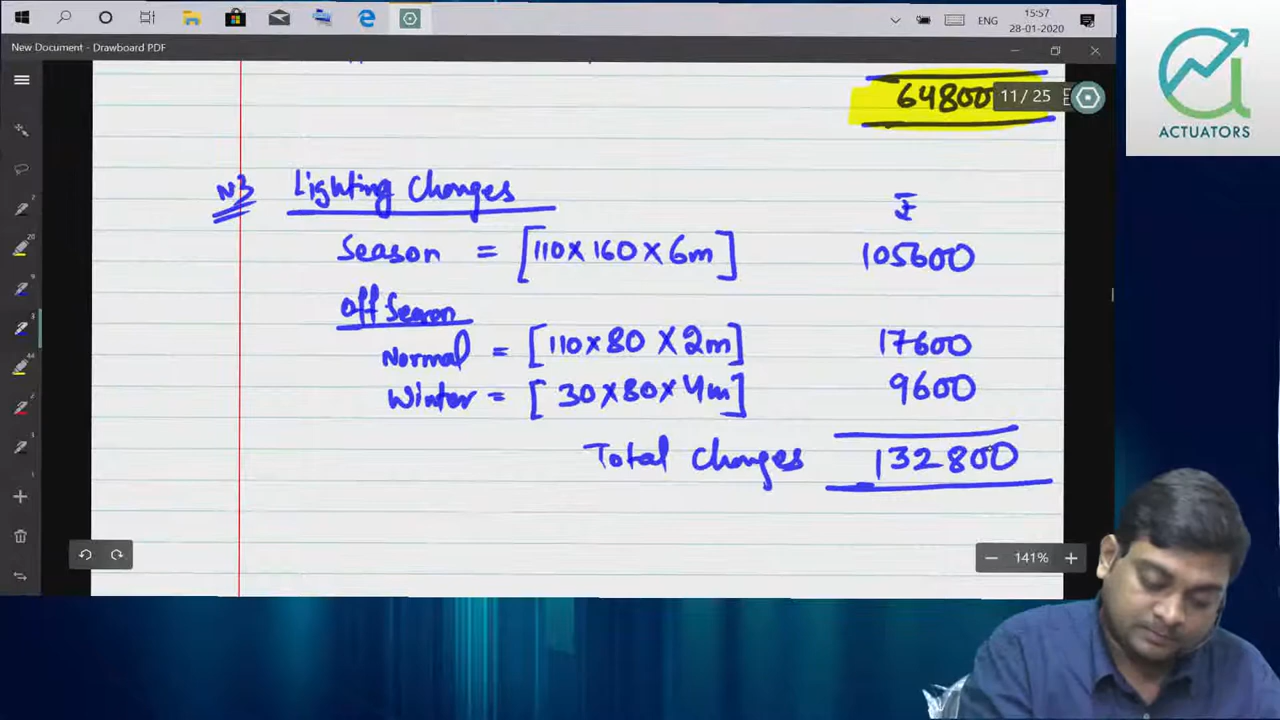 15:57
ENG
28-01-2020
New Document - Drawboard PDF
ACTUATORS
64800
11 / 25
N3 Lighting Charges ₹
Season = [110×160×6m] 105600
Off Season
Normal = [110×80×2m] 17600
Winter = [30×80×4m] 9600
Total Charges 132800
141%